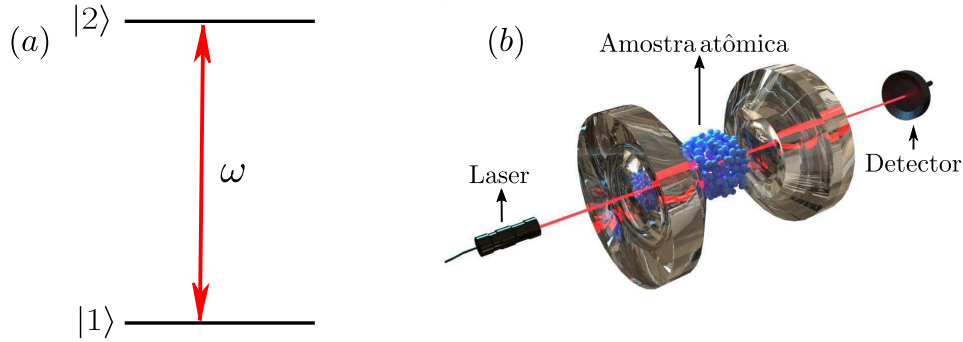 (a)
|2⟩
ω
|1⟩
(b)
Amostra atômica
Laser
Detector